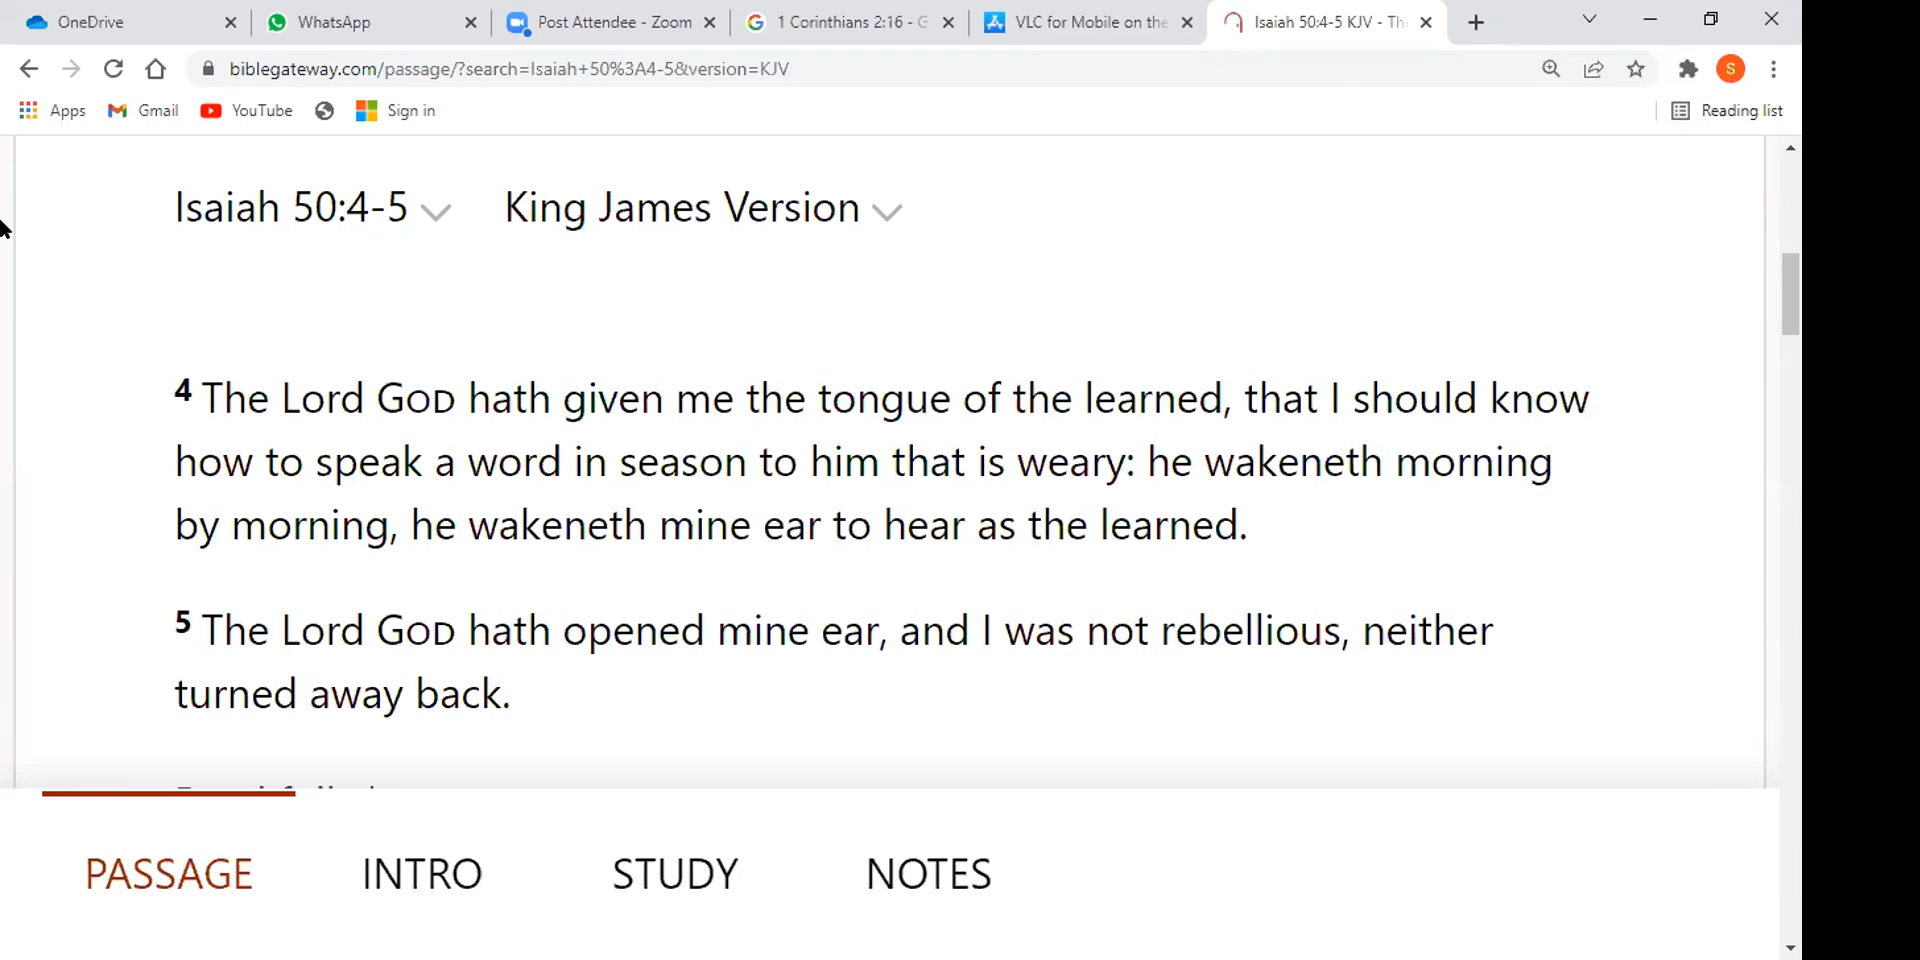 OneDrive
WhatsApp
Post Attendee - Zoom
1 Corinthians 2:16 - G
VLC for Mobile on the
Isaiah 50:4-5 KJV - Th
biblegateway.com/passage/?search=Isaiah+50%3A4-5&version=KJV
S
Apps
Gmail
YouTube
Sign in
Reading list
Isaiah 50:4-5
King James Version
4 The Lord GOD hath given me the tongue of the learned, that I should know
how to speak a word in season to him that is weary: he wakeneth morning
by morning, he wakeneth mine ear to hear as the learned.
5 The Lord GOD hath opened mine ear, and I was not rebellious, neither
turned away back.
PASSAGE
INTRO
STUDY
NOTES